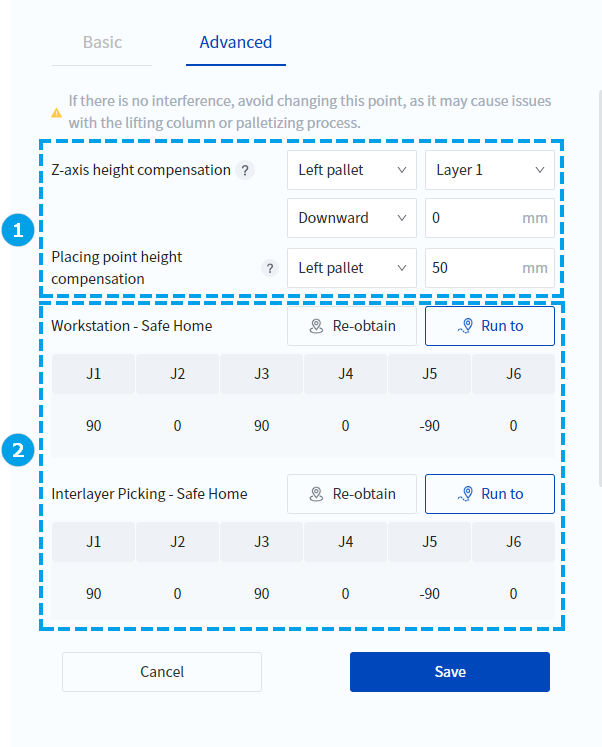 Basic Advanced
If there is no interference, avoid changing this point, as it may cause issues
with the lifting column or palletizing process.
1
Z-axis height compensation ? Left pallet Layer 1
Downward 0 mm
Placing point height
compensation ? Left pallet 50 mm
2
Workstation - Safe Home Re-obtain Run to
J1 J2 J3 J4 J5 J6
90 0 90 0 -90 0
Interlayer Picking - Safe Home Re-obtain Run to
J1 J2 J3 J4 J5 J6
90 0 90 0 -90 0
Cancel Save